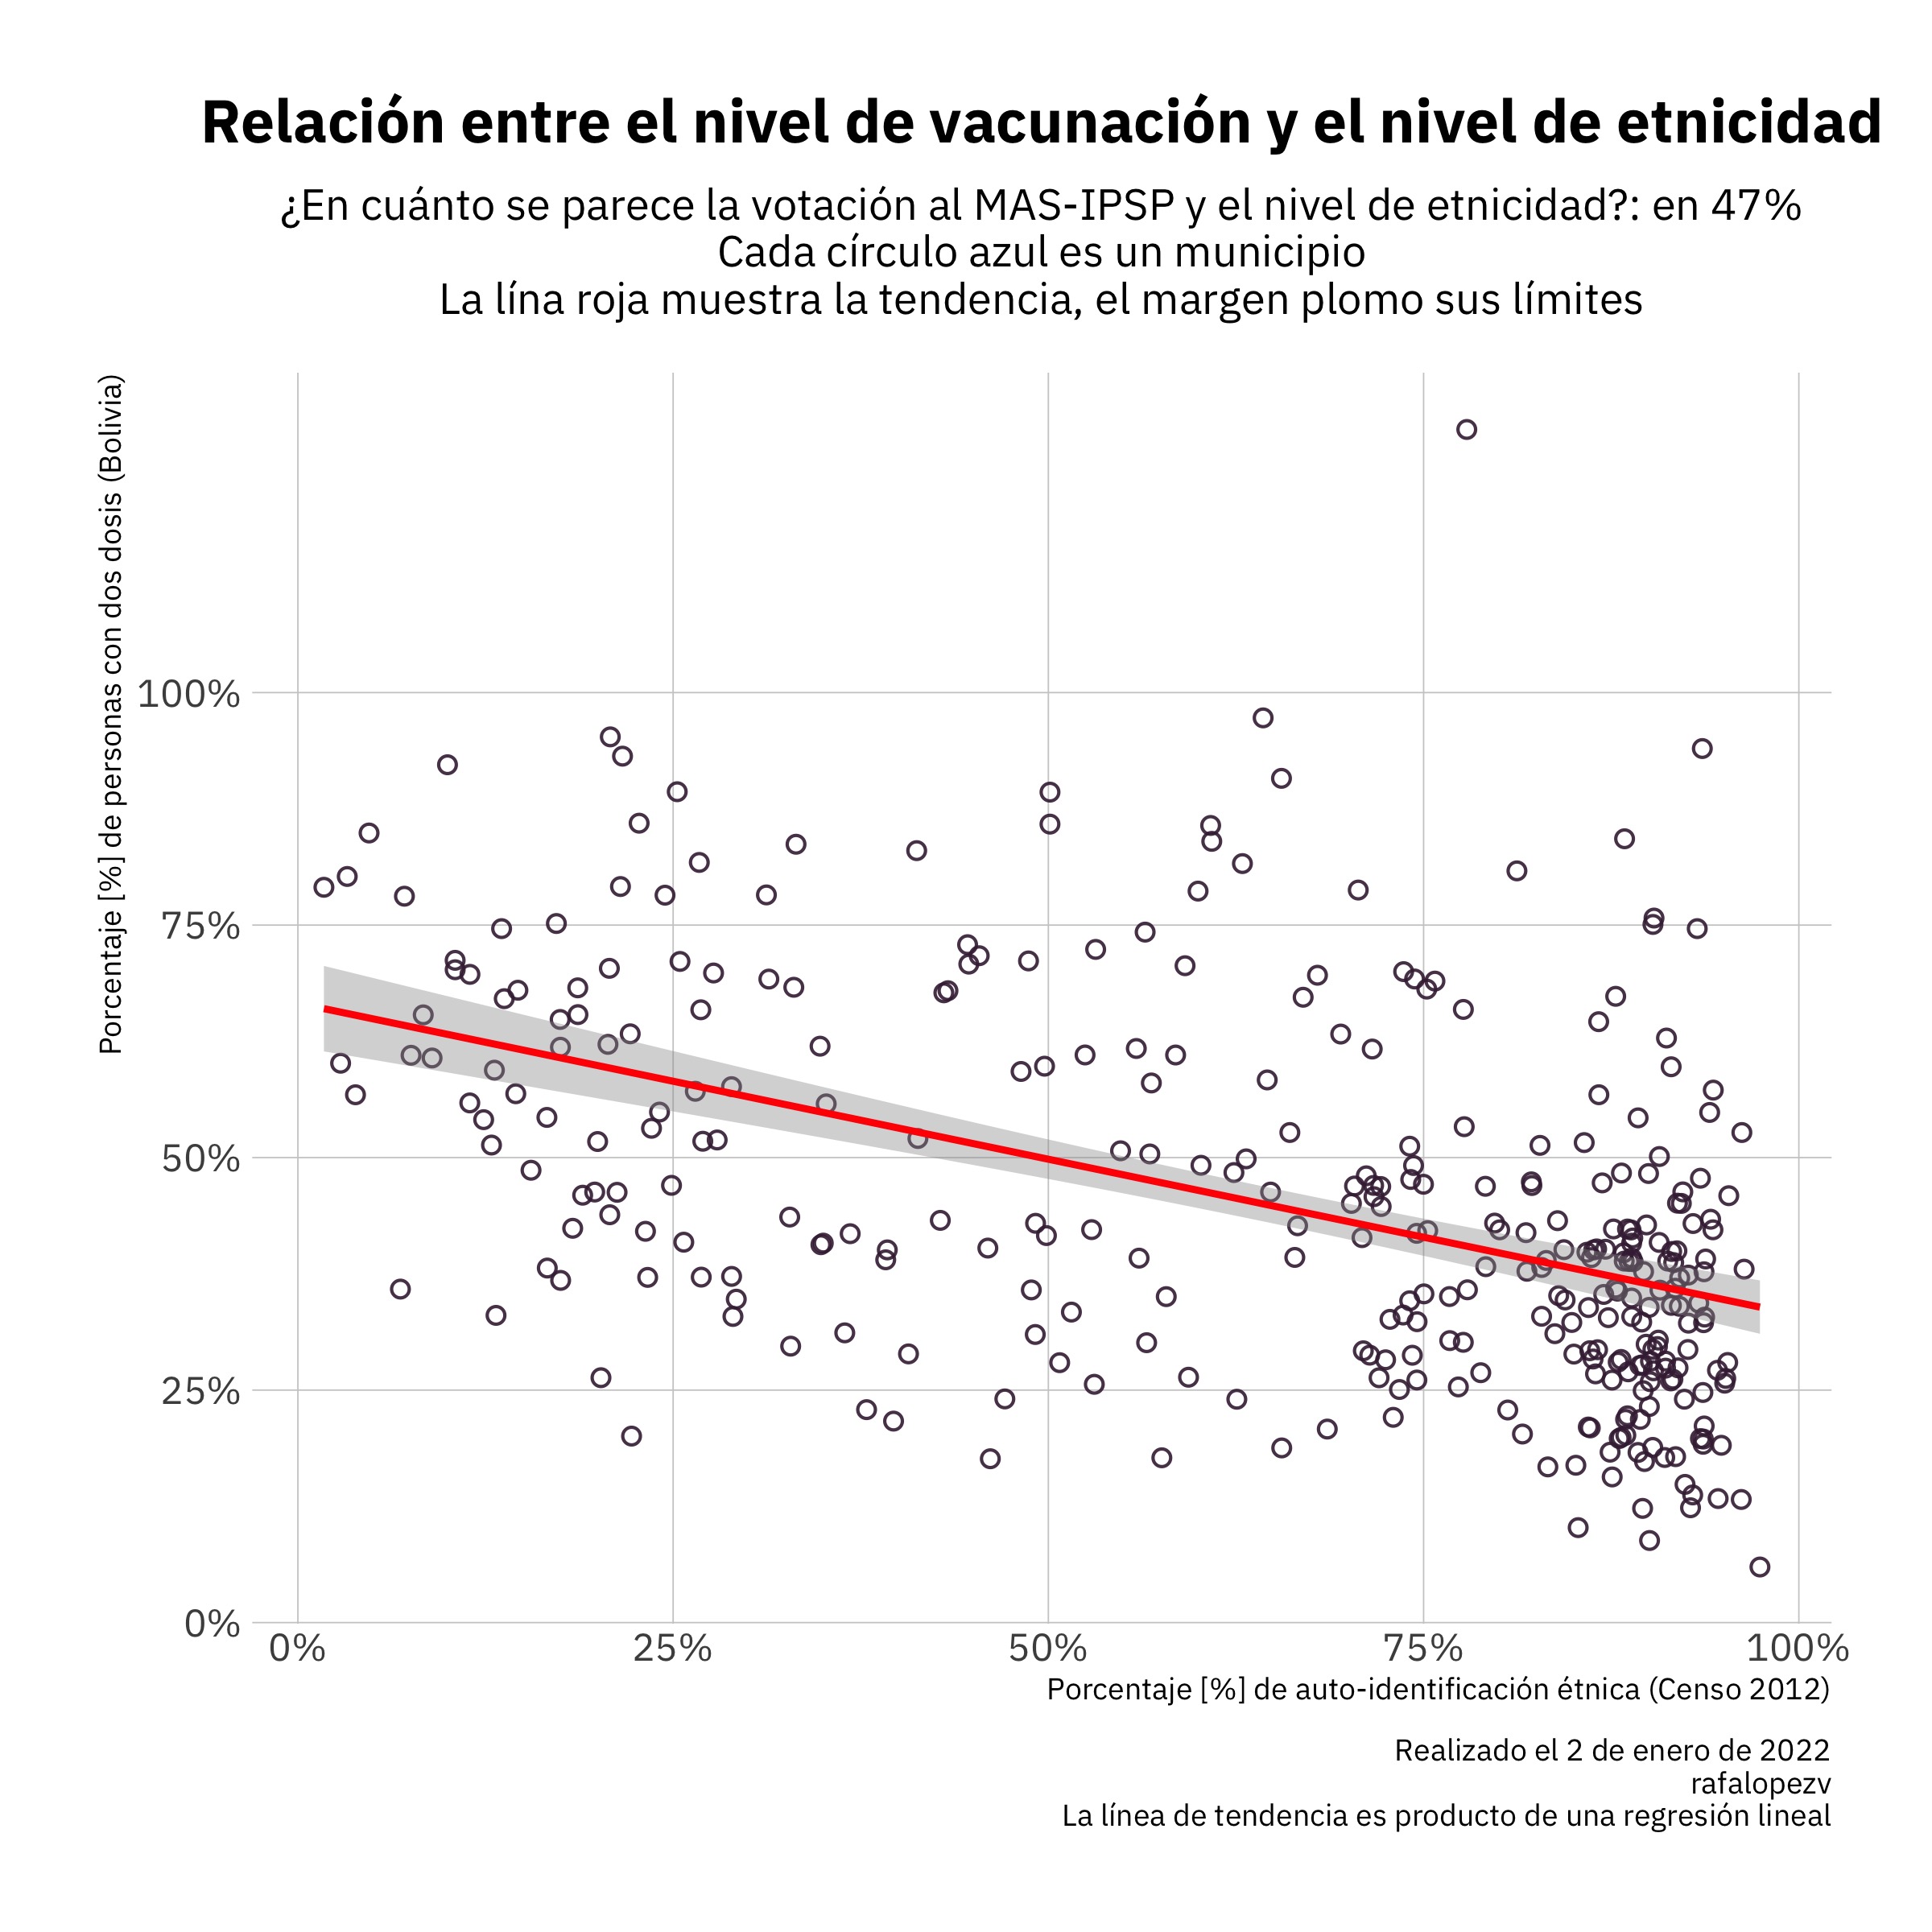 Relación entre el nivel de vacunación y el nivel de etnicidad
¿En cuánto se parece la votación al MAS-IPSP y el nivel de etnicidad?: en 47%
Cada círculo azul es un municipio
La lína roja muestra la tendencia, el margen plomo sus límites
Porcentaje [%] de personas con dos dosis (Bolivia)
100%
75%
50%
25%
0%
0% 25% 50% 75% 100%
Porcentaje [%] de auto-identificación étnica (Censo 2012)
Realizado el 2 de enero de 2022
rafalopezv
La línea de tendencia es producto de una regresión lineal